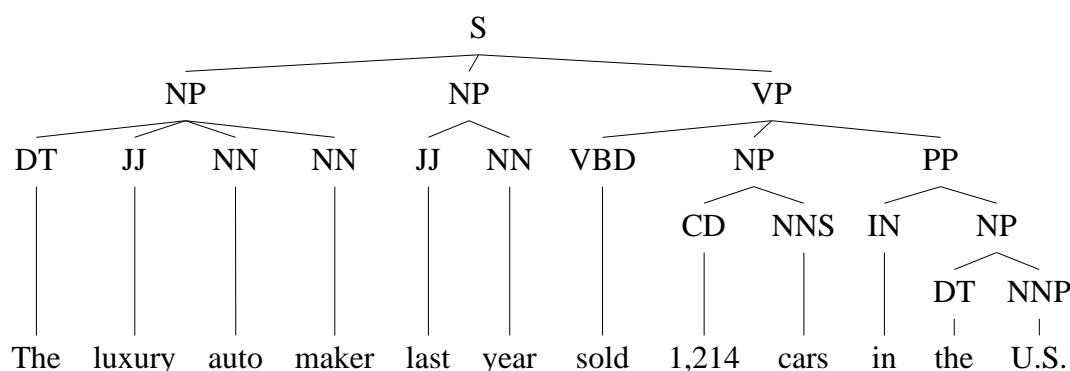 S
NP NP VP
DT JJ NN NN JJ NN VBD NP PP
CD NNS IN NP
DT NNP
The luxury auto maker last year sold 1,214 cars in the U.S.